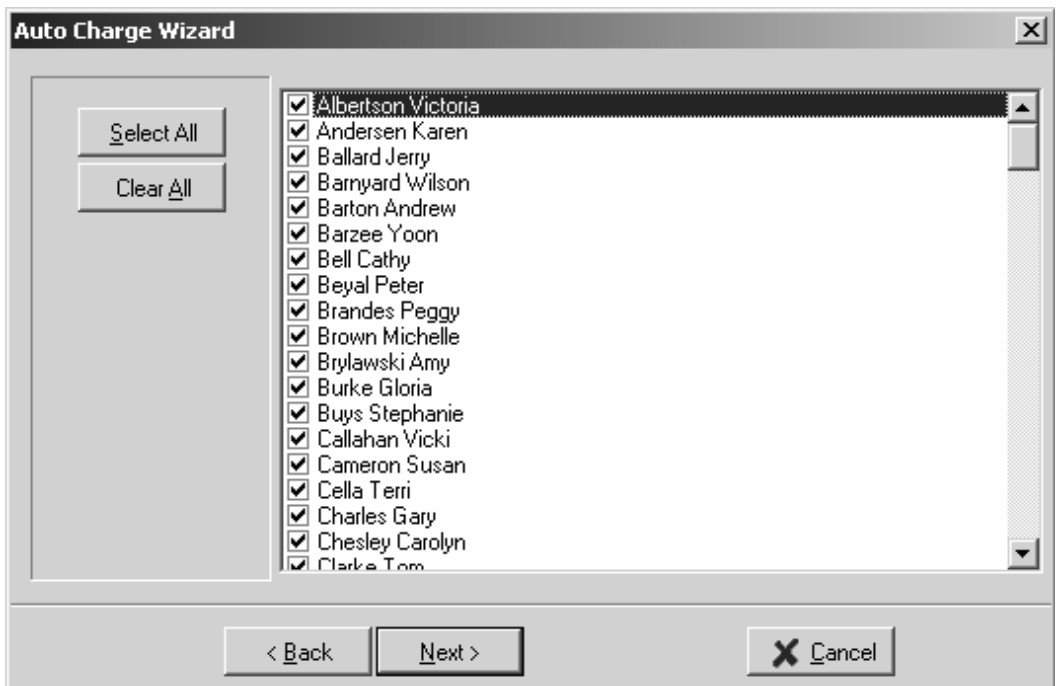 Auto Charge Wizard
Select All
Clear All
Albertson Victoria
Andersen Karen
Ballard Jerry
Barnyard Wilson
Barton Andrew
Barzee Yoon
Bell Cathy
Beyal Peter
Brandes Peggy
Brown Michelle
Brylawski Amy
Burke Gloria
Buys Stephanie
Callahan Vicki
Cameron Susan
Cella Terri
Charles Gary
Chesley Carolyn
Clarke Tom
< Back
Next >
Cancel